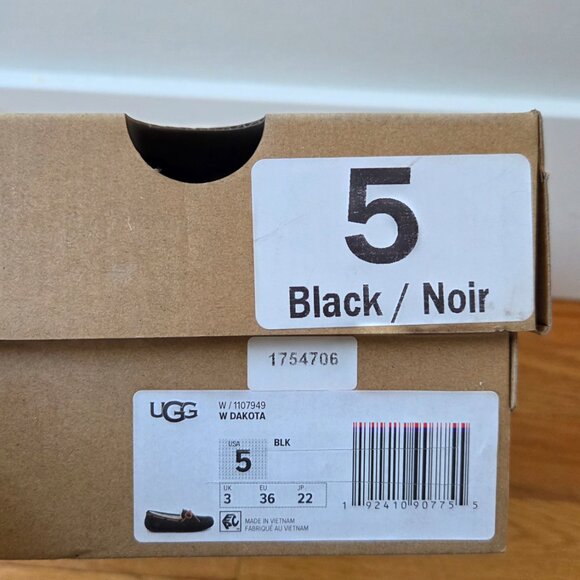 5
Black / Noir
1754706
UGG
W / 1107949
W DAKOTA
USA
5
BLK
UK EU JP
3 36 22
MADE IN VIETNAM
FABRIQUÉ AU VIETNAM
1 92410 90775 5